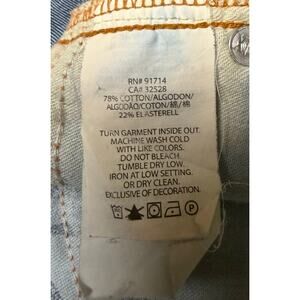 RN# 91714
CA# 32528
78% COTTON/ALGODON/
ALGODÃO/COTON/綿/棉
22% ELASTERELL
TURN GARMENT INSIDE OUT.
MACHINE WASH COLD
WITH LIKE COLORS.
DO NOT BLEACH.
TUMBLE DRY LOW.
IRON AT LOW SETTING.
OR DRY CLEAN.
EXCLUSIVE OF DECORATION.